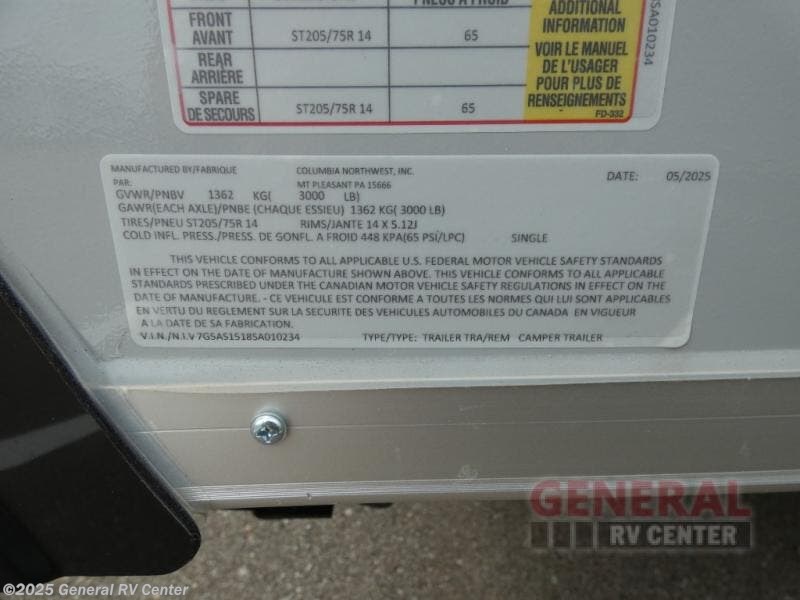 PNEUS A FROID
FRONT
AVANT
ST205/75R 14
65
REAR
ARRIÈRE
SPARE
DE SECOURS
ST205/75R 14
65
ADDITIONAL
INFORMATION
VOIR LE MANUEL
DE L'USAGER
POUR PLUS DE
RENSEIGNEMENTS
FD-332
SA010234
MANUFACTURED BY/FABRIQUE COLUMBIA NORTHWEST, INC. DATE: 05/2025
PAR: MT PLEASANT PA 15666
GVWR/PNBV 1362 KG( 3000 LB)
GAWR(EACH AXLE)/PNBE (CHAQUE ESSIEU) 1362 KG( 3000 LB)
TIRES/PNEU ST205/75R 14 RIMS/JANTE 14 X 5.12J
COLD INFL. PRESS./PRESS. DE GONFL. A FROID 448 KPA(65 PSI/LPC) SINGLE
THIS VEHICLE CONFORMS TO ALL APPLICABLE U.S. FEDERAL MOTOR VEHICLE SAFETY STANDARDS
IN EFFECT ON THE DATE OF MANUFACTURE SHOWN ABOVE. THIS VEHICLE CONFORMS TO ALL APPLICABLE
STANDARDS PRESCRIBED UNDER THE CANADIAN MOTOR VEHICLE SAFETY REGULATIONS IN EFFECT ON THE
DATE OF MANUFACTURE. - CE VEHICULE EST CONFORME A TOUTES LES NORMES QUI LUI SONT APPLICABLES
EN VERTU DU REGLEMENT SUR LA SECURITE DES VEHICULES AUTOMOBILES DU CANADA EN VIGUEUR
A LA DATE DE SA FABRICATION.
V.I.N./N.I.V 7G5AS1518SA010234 TYPE/TYPE: TRAILER TRA/REM CAMPER TRAILER
GENERAL
RV CENTER
©2025 General RV Center